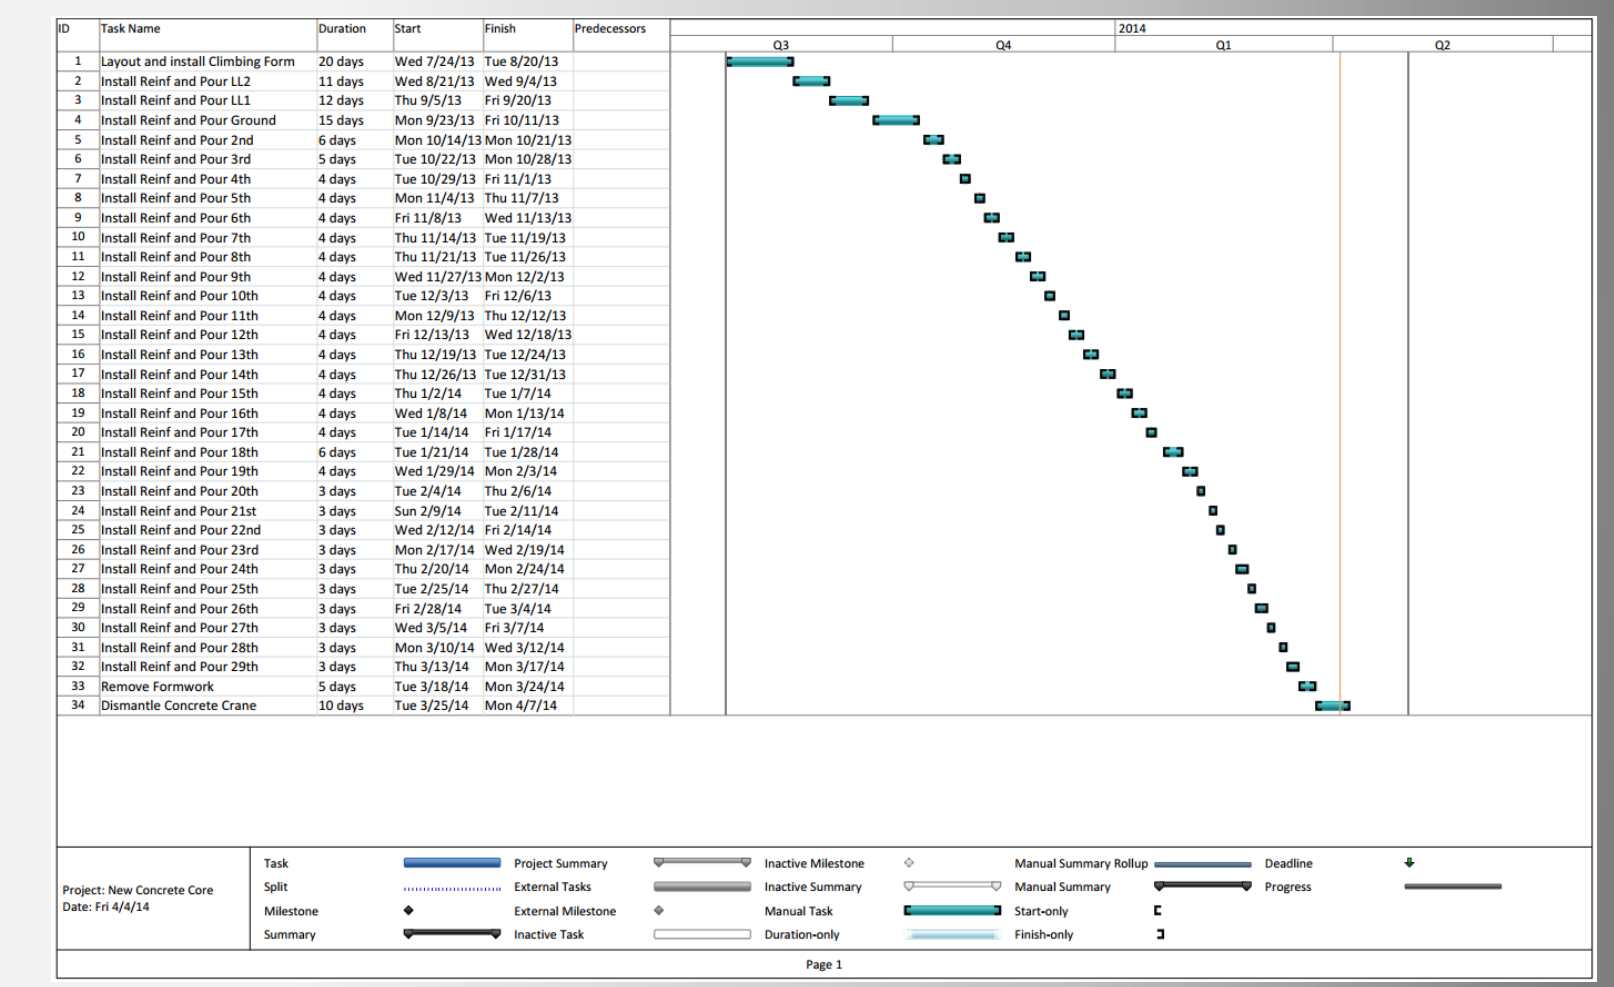 ID Task Name Duration Start Finish Predecessors 2014
Q3 Q4 Q1 Q2
1 Layout and install Climbing Form 20 days Wed 7/24/13 Tue 8/20/13
2 Install Reinf and Pour LL2 11 days Wed 8/21/13 Wed 9/4/13
3 Install Reinf and Pour LL1 12 days Thu 9/5/13 Fri 9/20/13
4 Install Reinf and Pour Ground 15 days Mon 9/23/13 Fri 10/11/13
5 Install Reinf and Pour 2nd 6 days Mon 10/14/13 Mon 10/21/13
6 Install Reinf and Pour 3rd 5 days Tue 10/22/13 Mon 10/28/13
7 Install Reinf and Pour 4th 4 days Tue 10/29/13 Fri 11/1/13
8 Install Reinf and Pour 5th 4 days Mon 11/4/13 Thu 11/7/13
9 Install Reinf and Pour 6th 4 days Fri 11/8/13 Wed 11/13/13
10 Install Reinf and Pour 7th 4 days Thu 11/14/13 Tue 11/19/13
11 Install Reinf and Pour 8th 4 days Thu 11/21/13 Tue 11/26/13
12 Install Reinf and Pour 9th 4 days Wed 11/27/13 Mon 12/2/13
13 Install Reinf and Pour 10th 4 days Tue 12/3/13 Fri 12/6/13
14 Install Reinf and Pour 11th 4 days Mon 12/9/13 Thu 12/12/13
15 Install Reinf and Pour 12th 4 days Fri 12/13/13 Wed 12/18/13
16 Install Reinf and Pour 13th 4 days Thu 12/19/13 Tue 12/24/13
17 Install Reinf and Pour 14th 4 days Thu 12/26/13 Tue 12/31/13
18 Install Reinf and Pour 15th 4 days Thu 1/2/14 Tue 1/7/14
19 Install Reinf and Pour 16th 4 days Wed 1/8/14 Mon 1/13/14
20 Install Reinf and Pour 17th 4 days Tue 1/14/14 Fri 1/17/14
21 Install Reinf and Pour 18th 6 days Tue 1/21/14 Tue 1/28/14
22 Install Reinf and Pour 19th 4 days Wed 1/29/14 Mon 2/3/14
23 Install Reinf and Pour 20th 3 days Tue 2/4/14 Thu 2/6/14
24 Install Reinf and Pour 21st 3 days Sun 2/9/14 Tue 2/11/14
25 Install Reinf and Pour 22nd 3 days Wed 2/12/14 Fri 2/14/14
26 Install Reinf and Pour 23rd 3 days Mon 2/17/14 Wed 2/19/14
27 Install Reinf and Pour 24th 3 days Thu 2/20/14 Mon 2/24/14
28 Install Reinf and Pour 25th 3 days Tue 2/25/14 Thu 2/27/14
29 Install Reinf and Pour 26th 3 days Fri 2/28/14 Tue 3/4/14
30 Install Reinf and Pour 27th 3 days Wed 3/5/14 Fri 3/7/14
31 Install Reinf and Pour 28th 3 days Mon 3/10/14 Wed 3/12/14
32 Install Reinf and Pour 29th 3 days Thu 3/13/14 Mon 3/17/14
33 Remove Formwork 5 days Tue 3/18/14 Mon 3/24/14
34 Dismantle Concrete Crane 10 days Tue 3/25/14 Mon 4/7/14
Project: New Concrete Core
Date: Fri 4/4/14
Task Project Summary Inactive Milestone Manual Summary Rollup Deadline
Split External Tasks Inactive Summary Manual Summary Progress
Milestone External Milestone Manual Task Start-only
Summary Inactive Task Duration-only Finish-only
Page 1